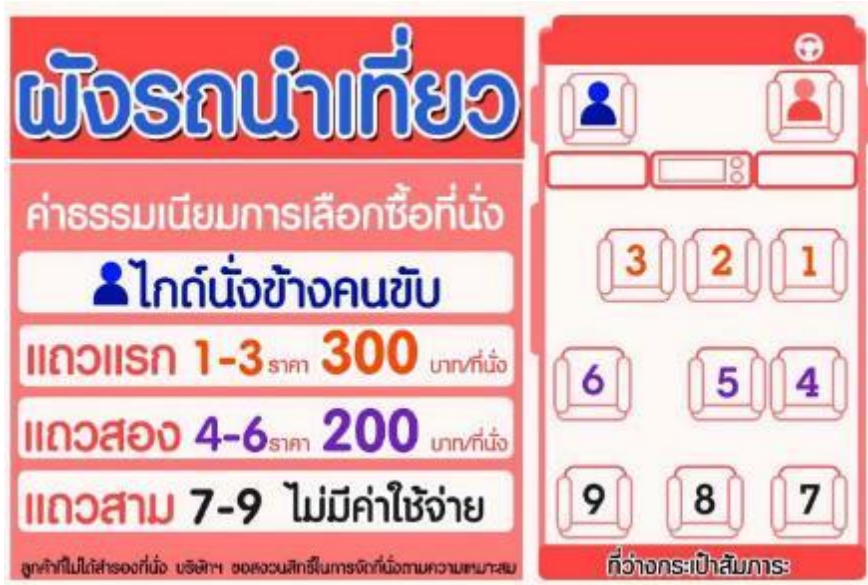 ผังรถนำเที่ยว
ค่าธรรมเนียมการเลือกซื้อที่นั่ง
ไกด์นั่งข้างคนขับ
แถวแรก 1-3 ราคา 300 บาท/ที่นั่ง
แถวสอง 4-6 ราคา 200 บาท/ที่นั่ง
แถวสาม 7-9 ไม่มีค่าใช้จ่าย
ลูกค้าที่ไม่ได้สำรองที่นั่ง บริษัทฯ ขอสงวนสิทธิ์ในการจัดที่นั่งตามความเหมาะสม
3 2 1
6 5 4
9 8 7
ที่ว่างกระเป๋าสัมภาระ